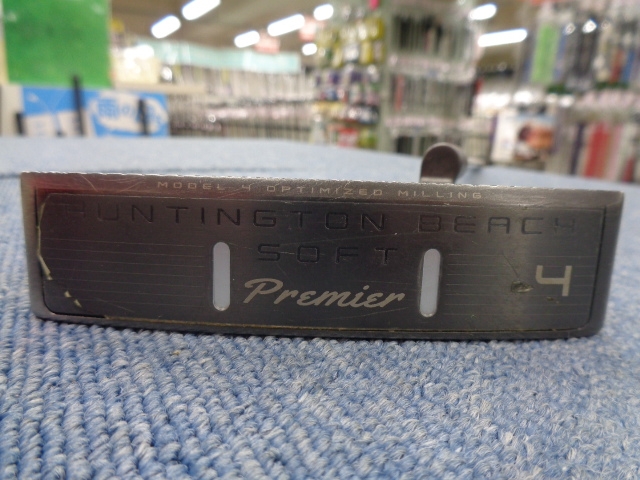 MODEL 4 OPTIMIZED MILLING
HUNTINGTON BEACH
SOFT
Premier
4